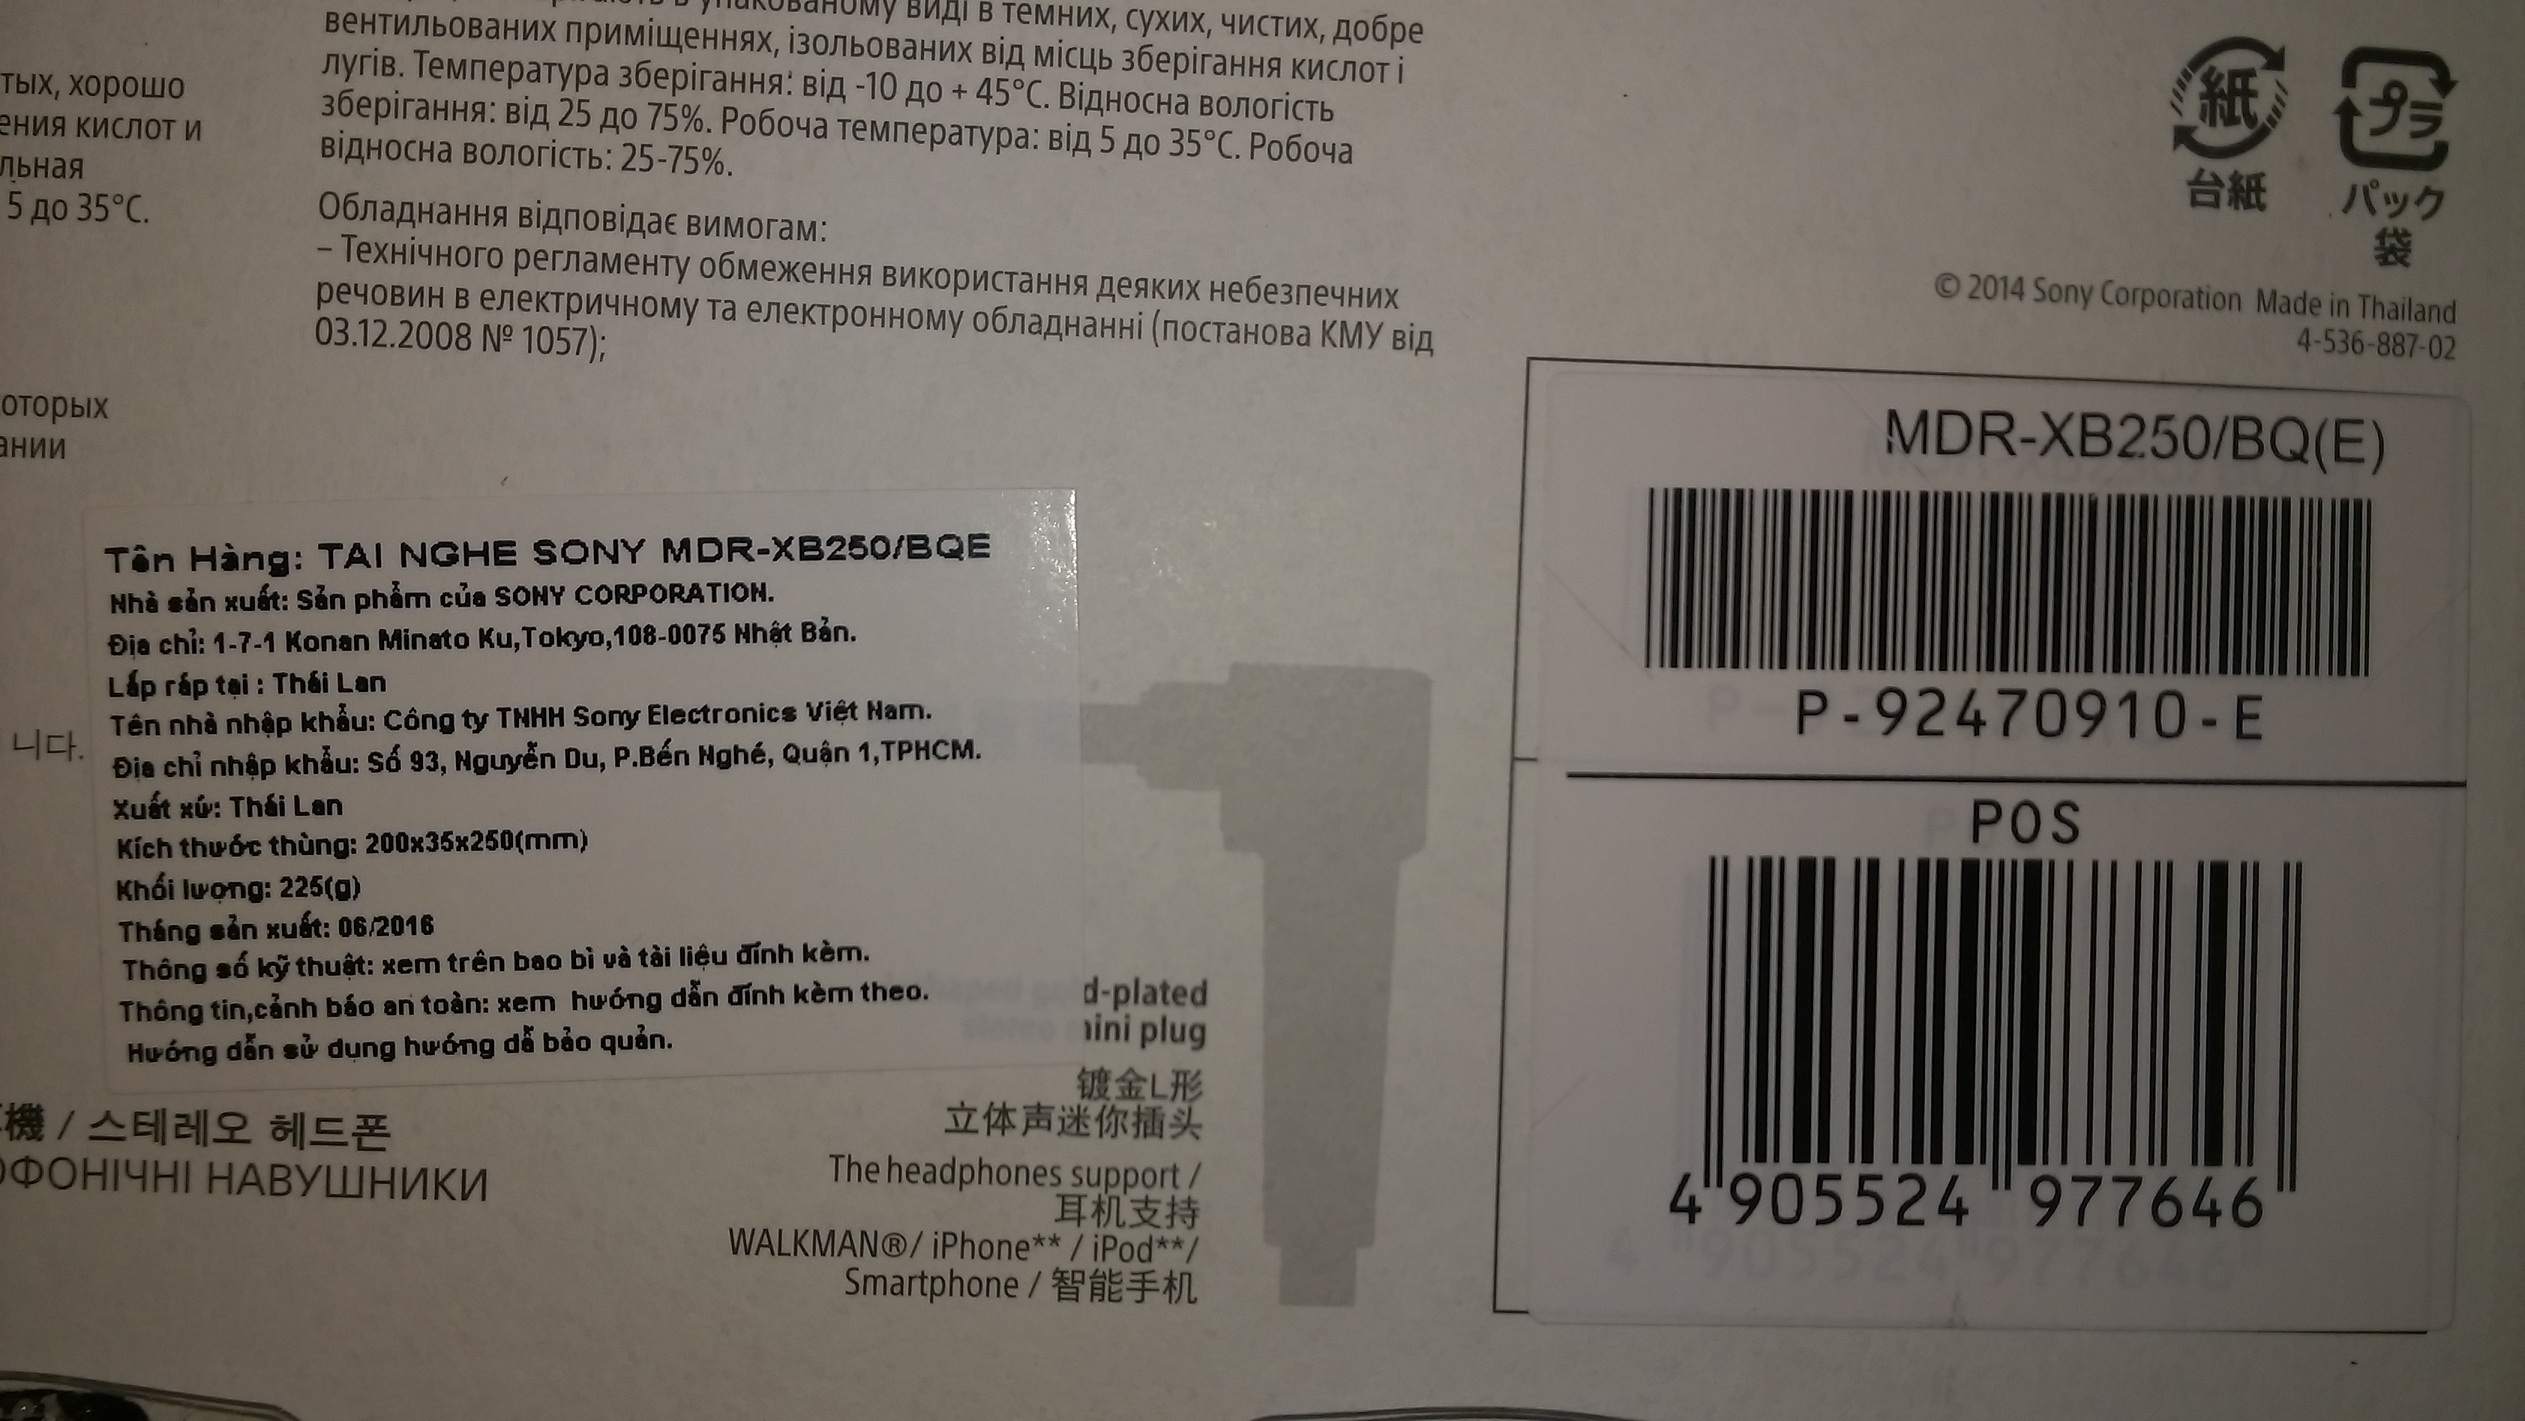 упакованому виді в темних, сухих, чистих, добре
вентильованих приміщеннях, ізольованих від місць зберігання кислот і
лугів. Температура зберігання: від -10 до + 45°C. Відносна вологість
зберігання: від 25 до 75%. Робоча температура: від 5 до 35°C. Робоча
відносна вологість: 25-75%.
Обладнання відповідає вимогам:
– Технічного регламенту обмеження використання деяких небезпечних
речовин в електричному та електронному обладнанні (постанова КМУ від
03.12.2008 № 1057);
тых, хорошо
ения кислот и
льная
5 до 35°C.
оторых
ании
니다.
紙
台紙
プラ
パック
袋
© 2014 Sony Corporation Made in Thailand
4-536-887-02
MDR-XB250/BQ(E)
P-92470910-E
POS
4 905524 977646
Tên Hàng: TAI NGHE SONY MDR-XB250/BQE
Nhà sản xuất: Sản phẩm của SONY CORPORATION.
Địa chỉ: 1-7-1 Konan Minato Ku,Tokyo,108-0075 Nhật Bản.
Lắp ráp tại : Thái Lan
Tên nhà nhập khẩu: Công ty TNHH Sony Electronics Việt Nam.
Địa chỉ nhập khẩu: Số 93, Nguyễn Du, P.Bến Nghé, Quận 1,TPHCM.
Xuất xứ: Thái Lan
Kích thước thùng: 200x35x250(mm)
Khối lượng: 225(g)
Tháng sản xuất: 06/2016
Thông số kỹ thuật: xem trên bao bì và tài liệu đính kèm.
Thông tin,cảnh báo an toàn: xem hướng dẫn đính kèm theo.
Hướng dẫn sử dụng hướng dẫ bảo quản.
d-plated
mini plug
镀金L形
立体声迷你插头
The headphones support /
耳机支持
WALKMAN®/ iPhone** / iPod**/
Smartphone / 智能手机
機 / 스테레오 헤드폰
ОФОНІЧНІ НАВУШНИКИ